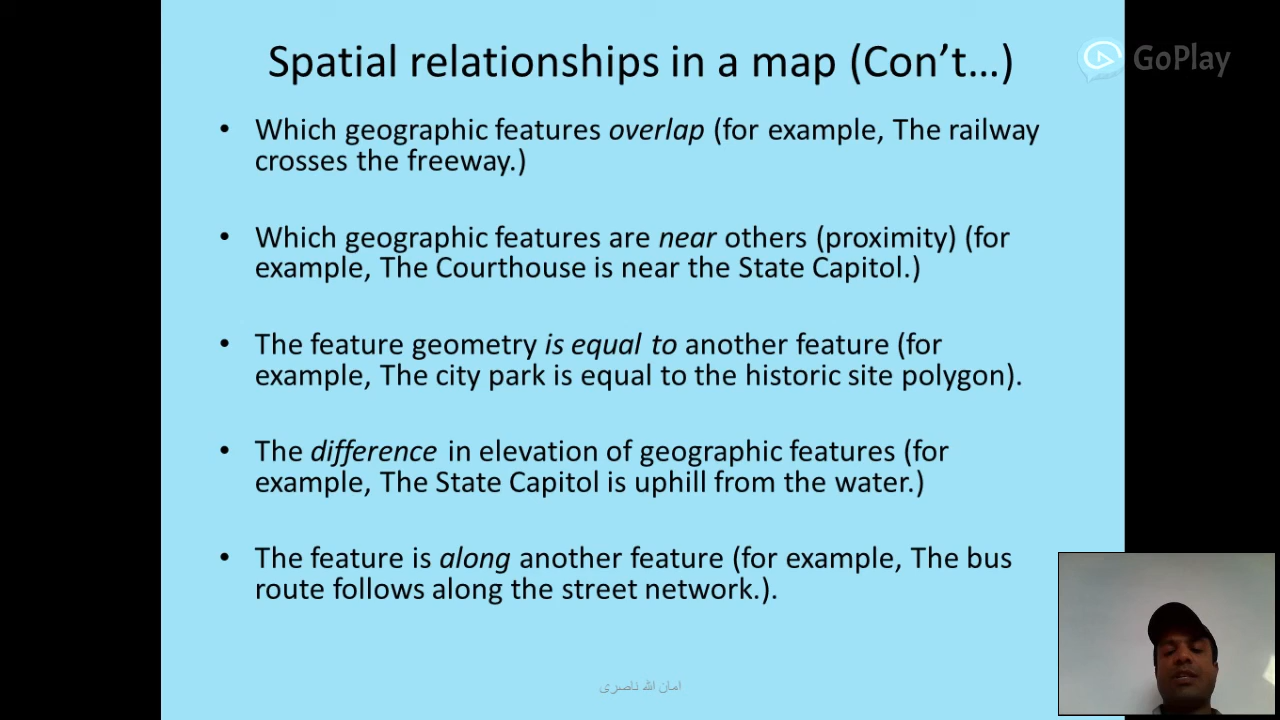 Spatial relationships in a map (Con’t…)
GoPlay
• Which geographic features overlap (for example, The railway
crosses the freeway.)
• Which geographic features are near others (proximity) (for
example, The Courthouse is near the State Capitol.)
• The feature geometry is equal to another feature (for
example, The city park is equal to the historic site polygon).
• The difference in elevation of geographic features (for
example, The State Capitol is uphill from the water.)
• The feature is along another feature (for example, The bus
route follows along the street network.).
امان الله ناصری